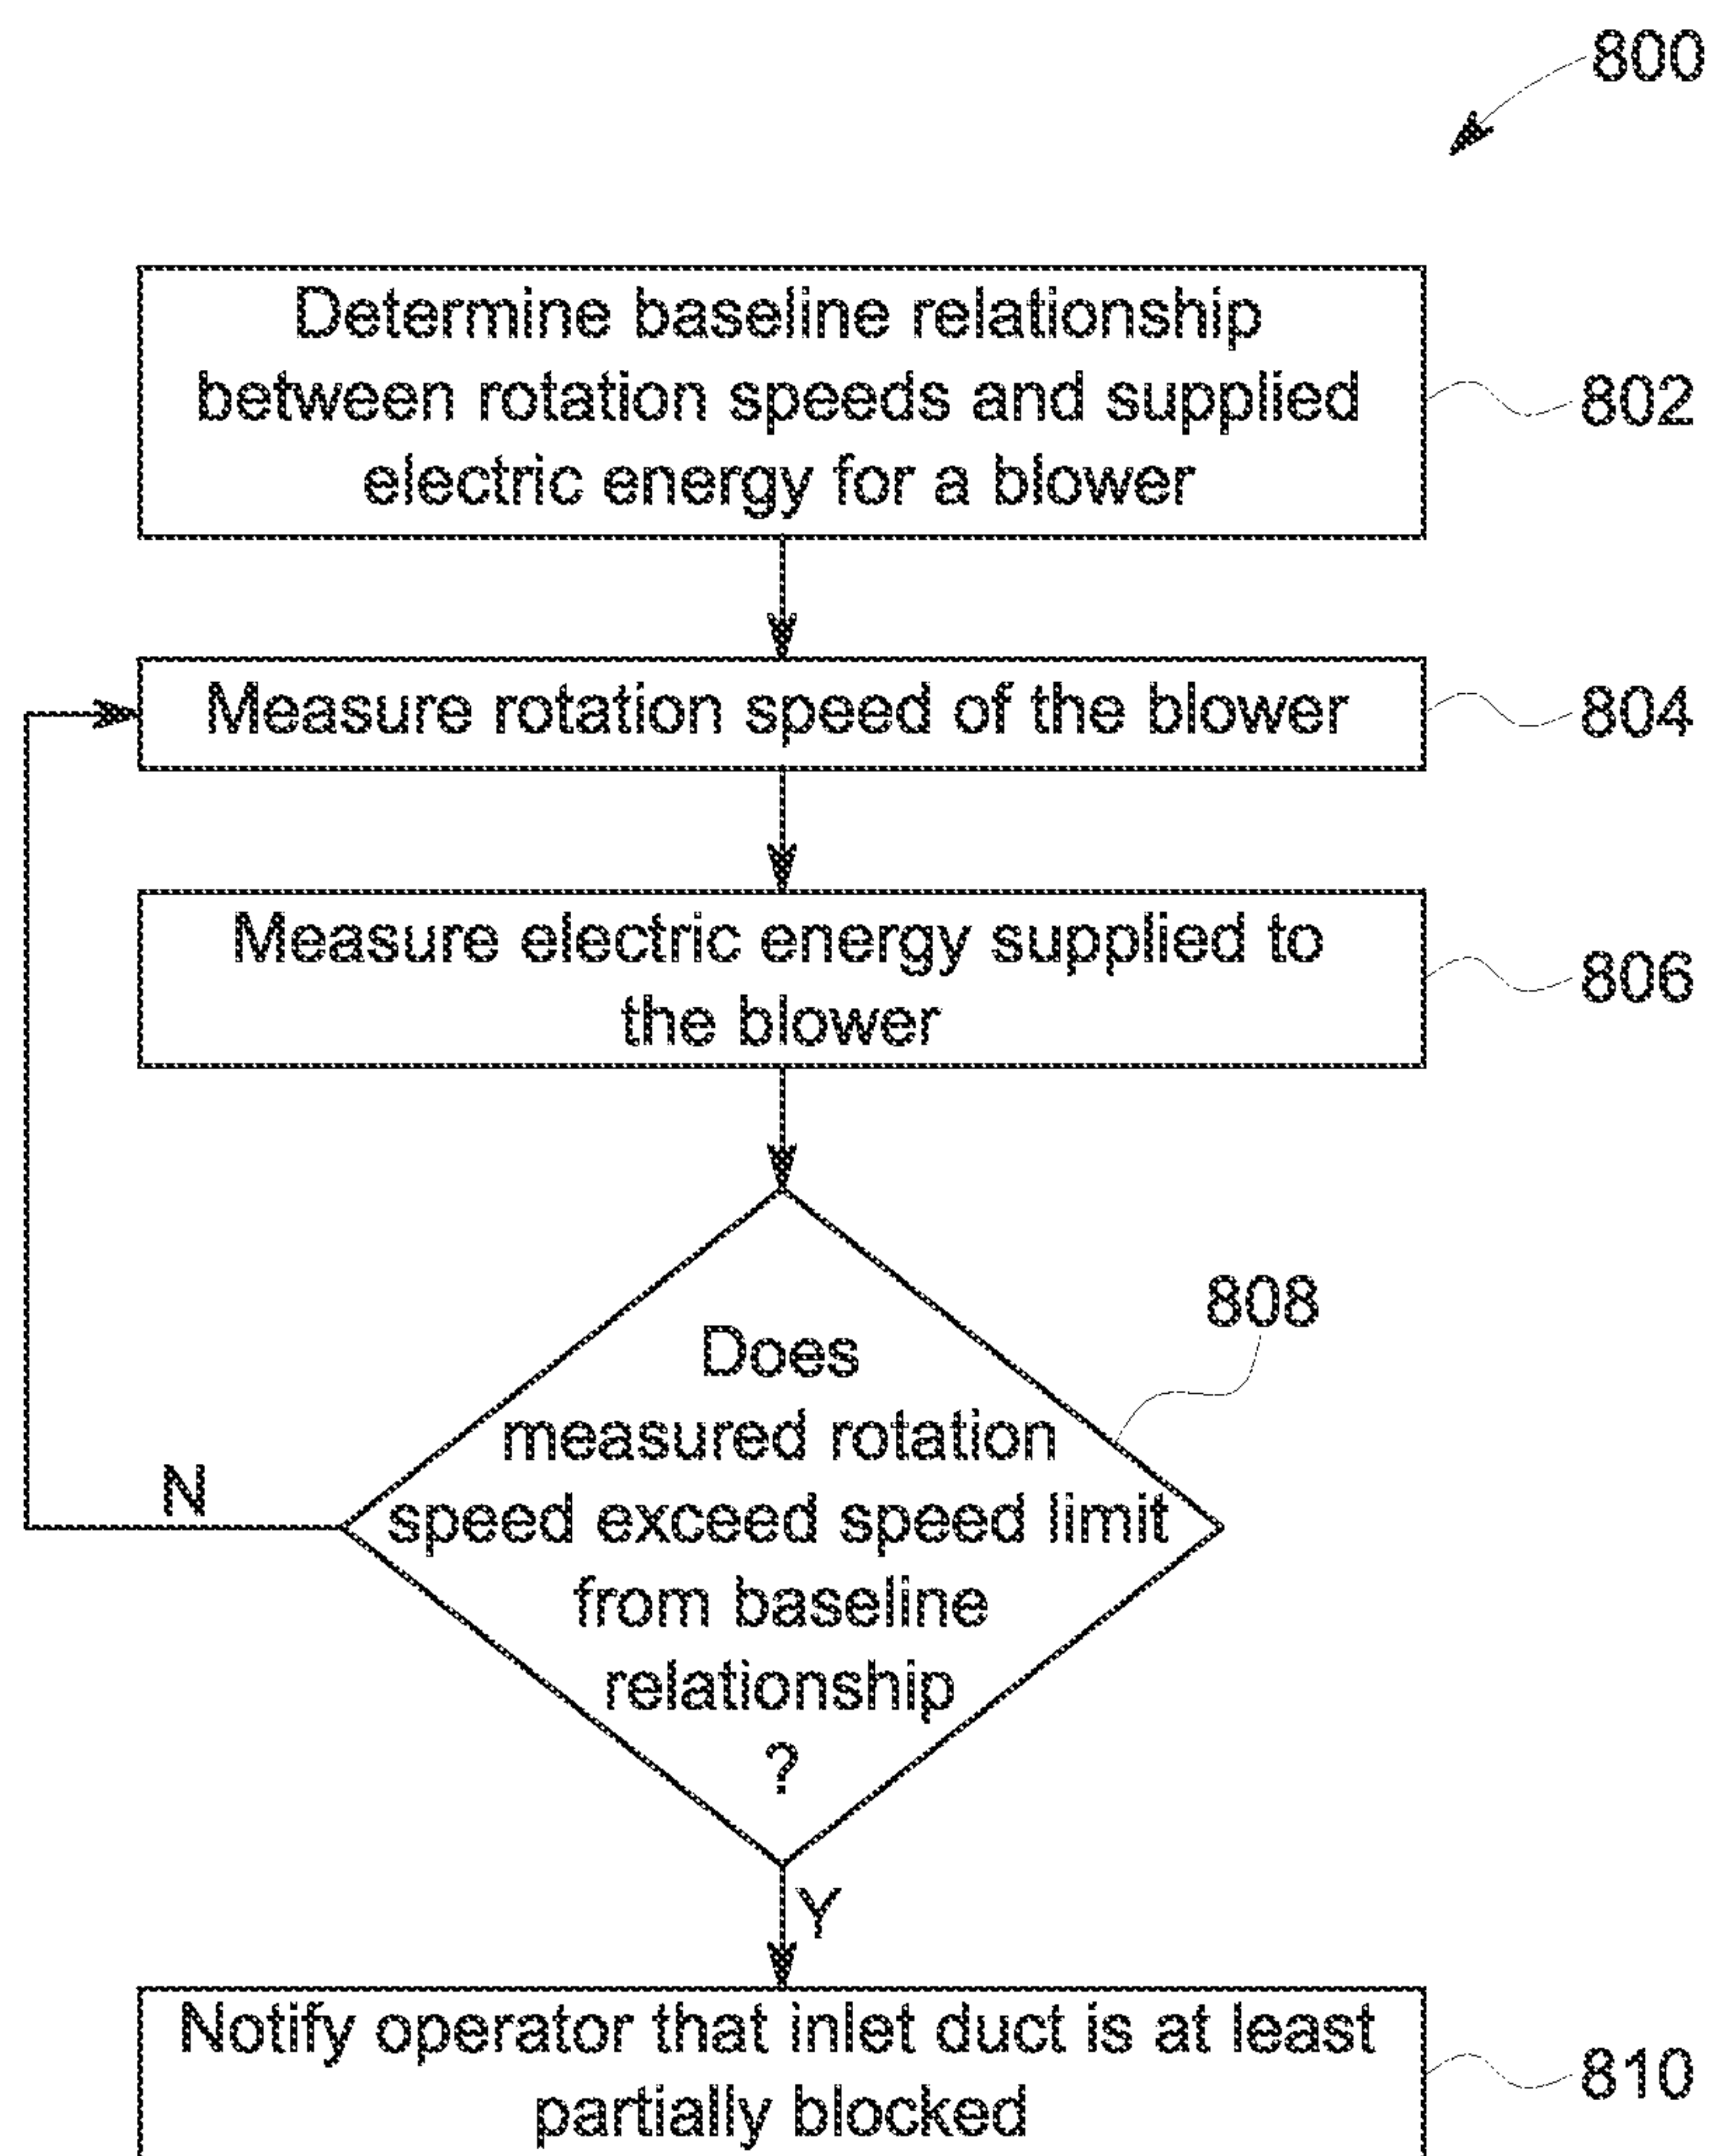 800
Determine baseline relationship
between rotation speeds and supplied
electric energy for a blower
802
Measure rotation speed of the blower
804
Measure electric energy supplied to
the blower
806
808
Does
measured rotation
speed exceed speed limit
from baseline
relationship
?
N
Y
Notify operator that inlet duct is at least
partially blocked
810